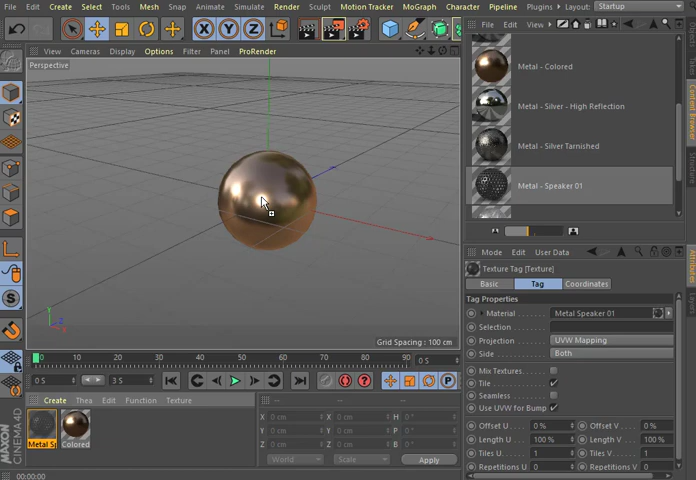 File Edit Create Select Tools Mesh Snap Animate Simulate Render Sculpt Motion Tracker MoGraph Character Pipeline Plugins Layout: Startup
File Edit View
View Cameras Display Options Filter Panel ProRender
Perspective
Metal - Colored
Metal - Silver - High Reflection
Metal - Silver Tarnished
Metal - Speaker 01
Content Browser
Structure
Mode Edit User Data
Texture Tag [Texture]
Basic Tag Coordinates
Tag Properties
Material Metal Speaker 01
Selection
Projection UVW Mapping
Side Both
Mix Textures
Tile
Seamless
Use UVW for Bump
Offset U 0 % Offset V 0 %
Length U 100 % Length V 100 %
Tiles U 1 Tiles V 1
Repetitions U 0 Repetitions V 0
Attributes
Layers
Grid Spacing : 100 cm
0 10 20 30 40 50 60 70 80 90 0 S
0 S 3 S
Create Edit Function Texture
Metal Sp Colored
X 0 cm X 0 cm H 0 °
Y 0 cm Y 0 cm P 0 °
Z 0 cm Z 0 cm B 0 °
World Scale Apply
MAXON CINEMA4D
00:00:00